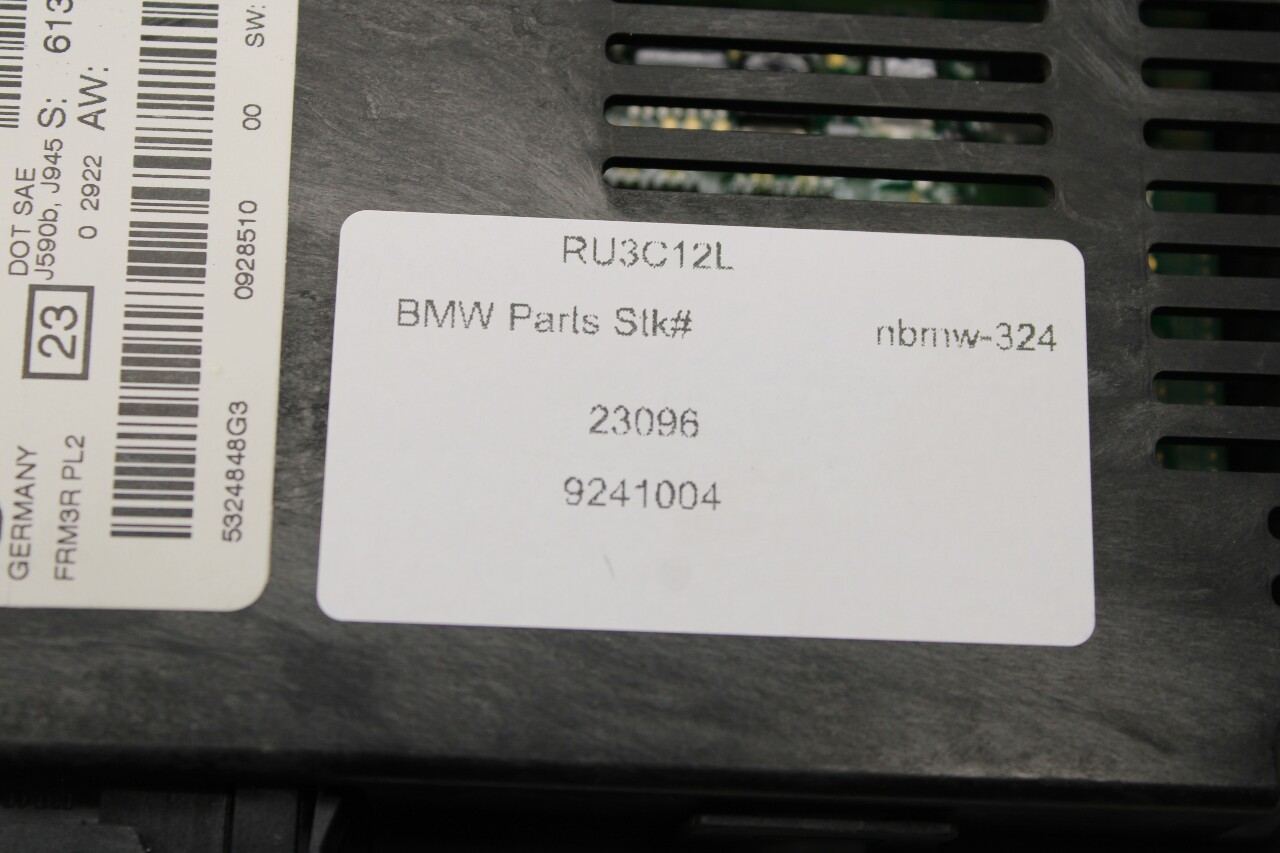 RU3C12L
BMW Parts Stk# nbmw-324
23096
9241004
DOT SAE
J590b, J945
S: 613
0 2922
AW:
23
GERMANY
FRM3R PL2
SW:
00
0928510
5324848G3